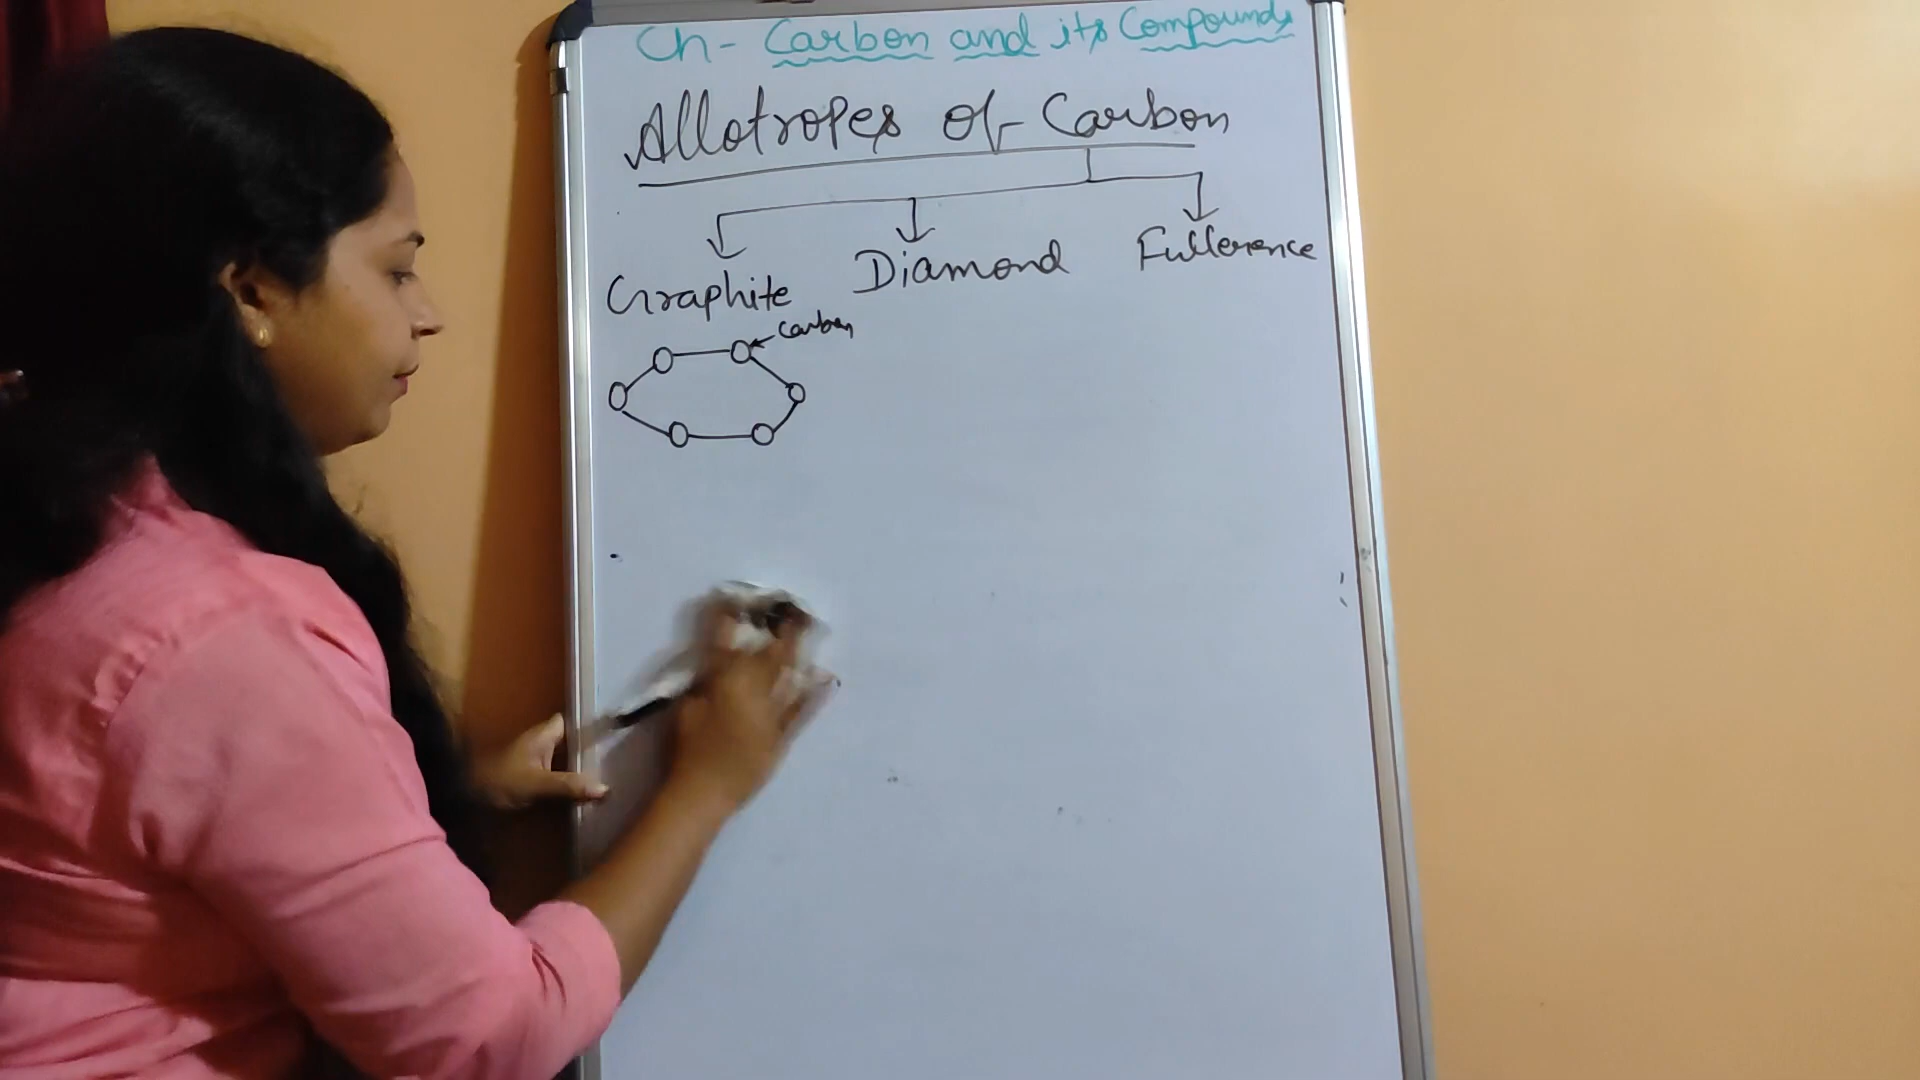 Ch - Carbon and its Compounds
Allotropes of Carbon
Graphite Diamond Fullerence
Carbon